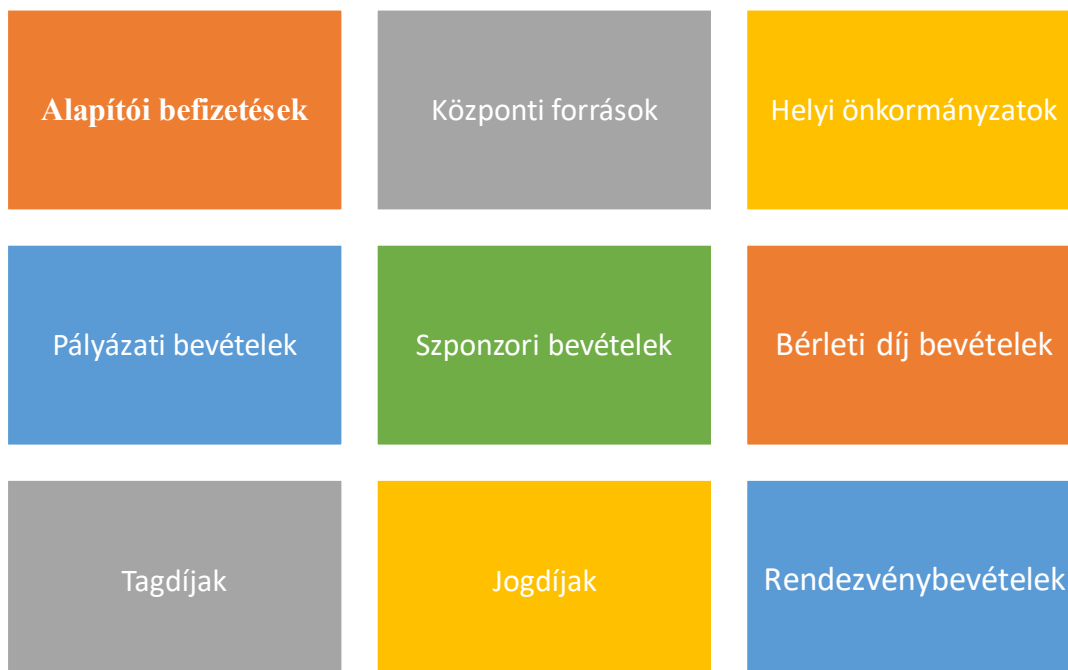 Alapítói befizetések
Központi források
Helyi önkormányzatok
Pályázati bevételek
Szponzori bevételek
Bérleti díj bevételek
Tagdíjak
Jogdíjak
Rendezvénybevételek